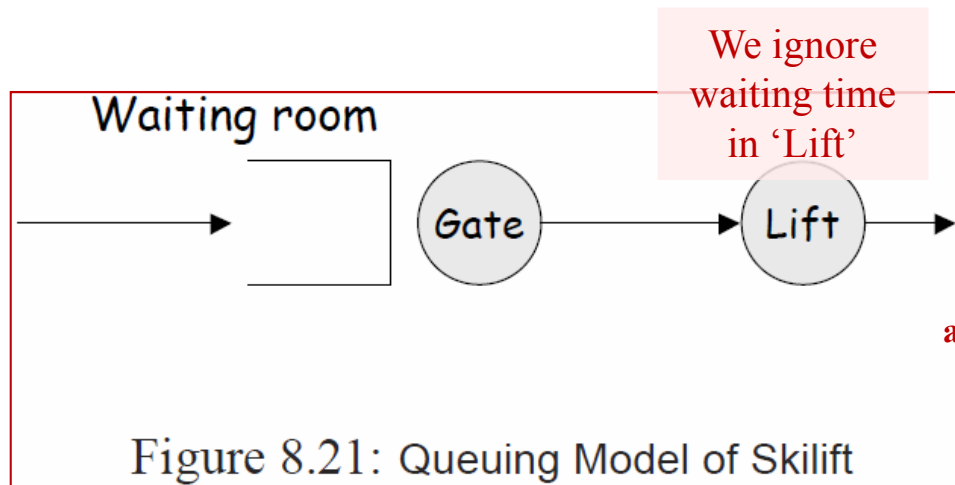 We ignore
waiting time
in ‘Lift’
Waiting room
Gate
Lift
a
Figure 8.21: Queuing Model of Skilift